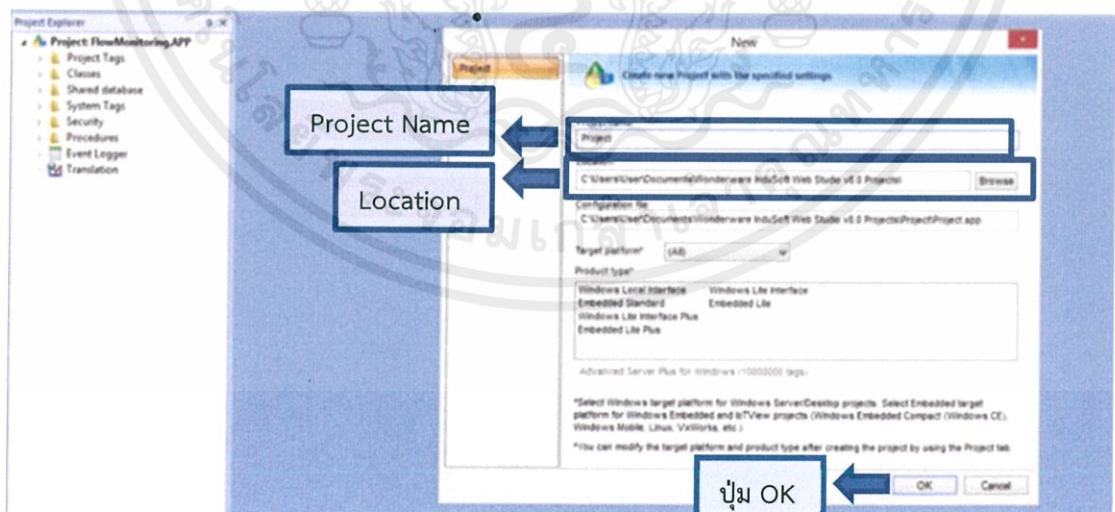 Project Explorer
Project: FlowMonitoring.APP
Project Tags
Classes
Shared database
System Tags
Security
Procedures
Event Logger
Translation
New
Project
Create new Project with the specified settings
Project Name
Project
Location
C:\Users\User\Documents\Wonderware InduSoft Web Studio v8.0 Projects\
Browse
Configuration file
C:\Users\User\Documents\Wonderware InduSoft Web Studio v8.0 Projects\Project\Project.app
Target platform* (All)
Product type*
Windows Local Interface Windows Lite Interface
Embedded Standard Embedded Lite
Windows Lite Interface Plus
Embedded Lite Plus
Advanced Server Plus for Windows (10000000 tags)
*Select Windows target platform for Windows Server/Desktop projects. Select Embedded target
platform for Windows Embedded and IoTView projects (Windows Embedded Compact (Windows CE),
Windows Mobile, Linux, VxWorks, etc.)
*You can modify the target platform and product type after creating the project by using the Project tab.
ปุ่ม OK
OK Cancel